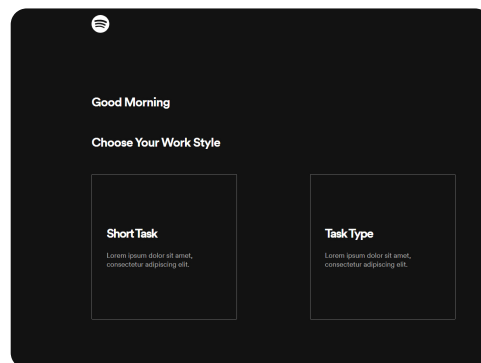 Good Morning
Choose Your Work Style
Short Task
Lorem ipsum dolor sit amet,
consectetur adipiscing elit.
Task Type
Lorem ipsum dolor sit amet,
consectetur adipiscing elit.